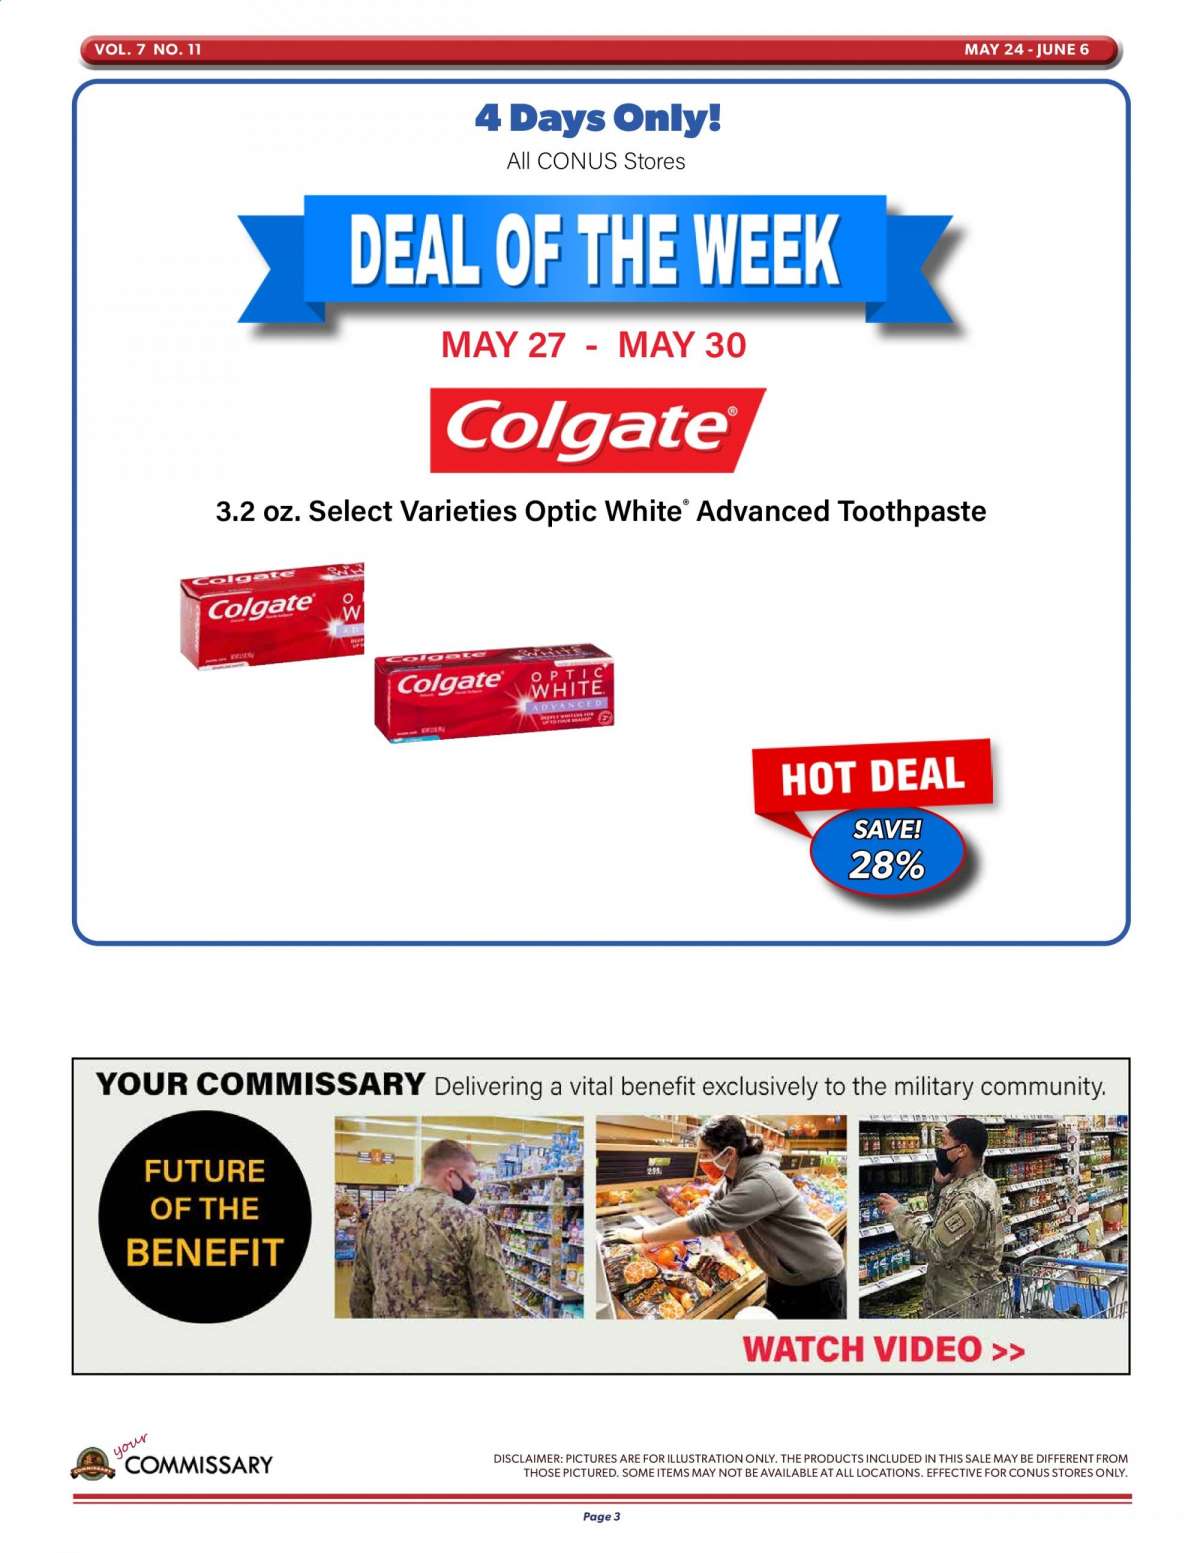 VOL. 7 NO. 11
MAY 24 - JUNE 6
4 Days Only!
All CONUS Stores
DEAL OF THE WEEK
MAY 27 - MAY 30
Colgate®
3.2 oz. Select Varieties Optic White® Advanced Toothpaste
Colgate
Colgate
Colgate
Colgate
OPTIC
WHITE
ADVANCED
HOT DEAL
SAVE!
28%
YOUR COMMISSARY Delivering a vital benefit exclusively to the military community.
FUTURE
OF THE
BENEFIT
WATCH VIDEO >>
your
COMMISSARY
DISCLAIMER: PICTURES ARE FOR ILLUSTRATION ONLY. THE PRODUCTS INCLUDED IN THIS SALE MAY BE DIFFERENT FROM
THOSE PICTURED. SOME ITEMS MAY NOT BE AVAILABLE AT ALL LOCATIONS. EFFECTIVE FOR CONUS STORES ONLY.
Page 3